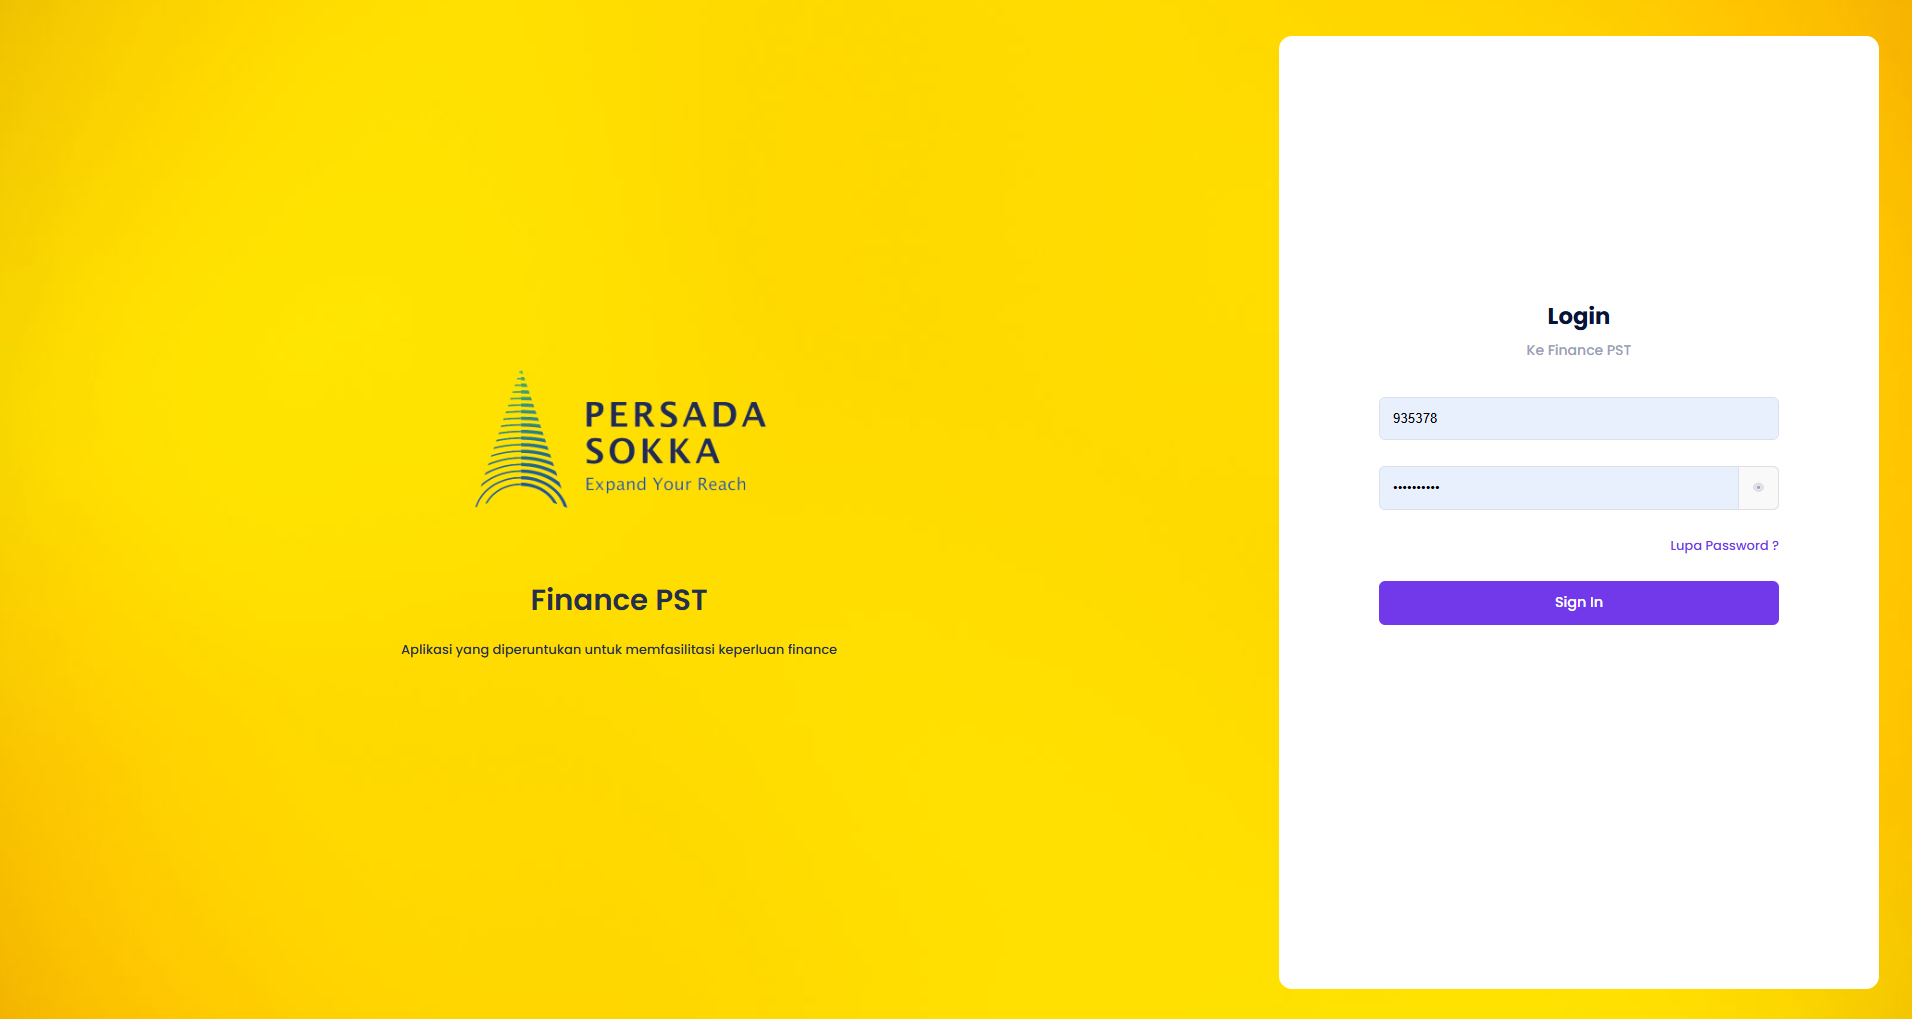 PERSADA
SOKKA
Expand Your Reach
Finance PST
Aplikasi yang diperuntukan untuk memfasilitasi keperluan finance
Login
Ke Finance PST
935378
••••••••••
Lupa Password ?
Sign In